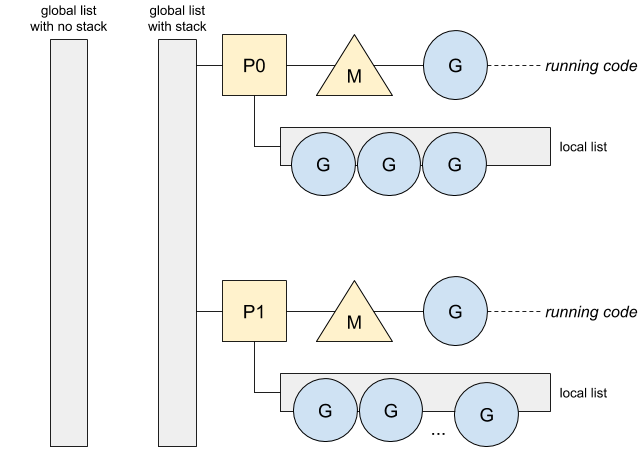 global list
with no stack
global list
with stack
P0
M
G
running code
G
G
G
local list
P1
M
G
running code
G
G
...
G
local list